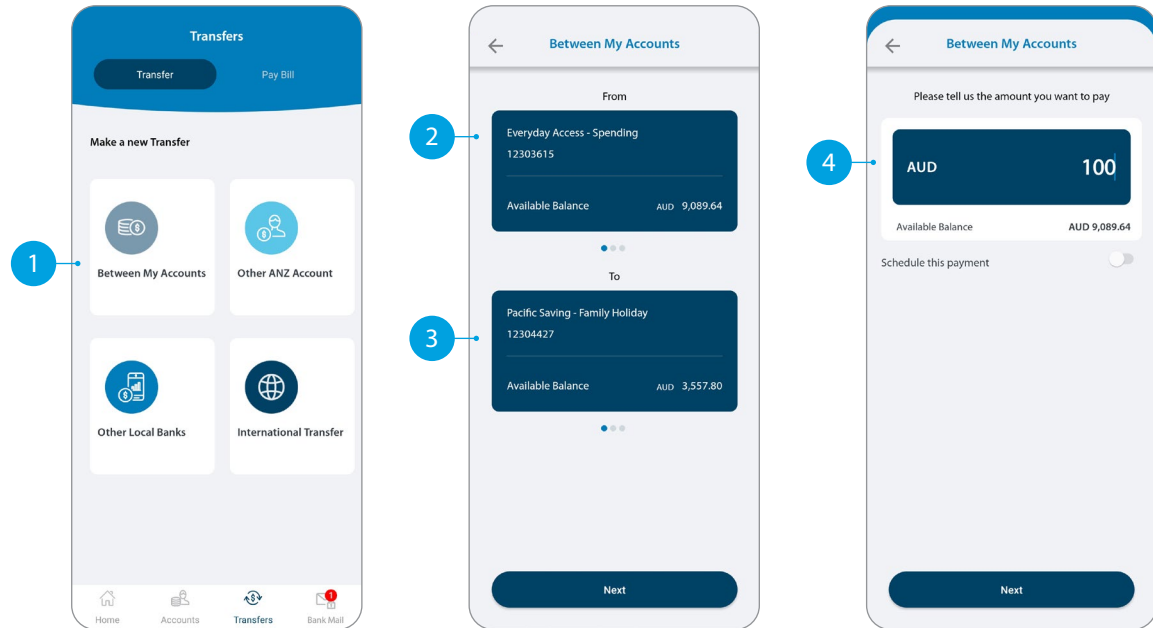 Transfers
Transfer
Pay Bill
Make a new Transfer
1
Between My Accounts
Other ANZ Account
Other Local Banks
International Transfer
Home
Accounts
Transfers
1
Bank Mail
Between My Accounts
From
2
Everyday Access - Spending
12303615
Available Balance AUD 9,089.64
To
3
Pacific Saving - Family Holiday
12304427
Available Balance AUD 3,557.80
Next
Between My Accounts
Please tell us the amount you want to pay
4
AUD 100
Available Balance AUD 9,089.64
Schedule this payment
Next